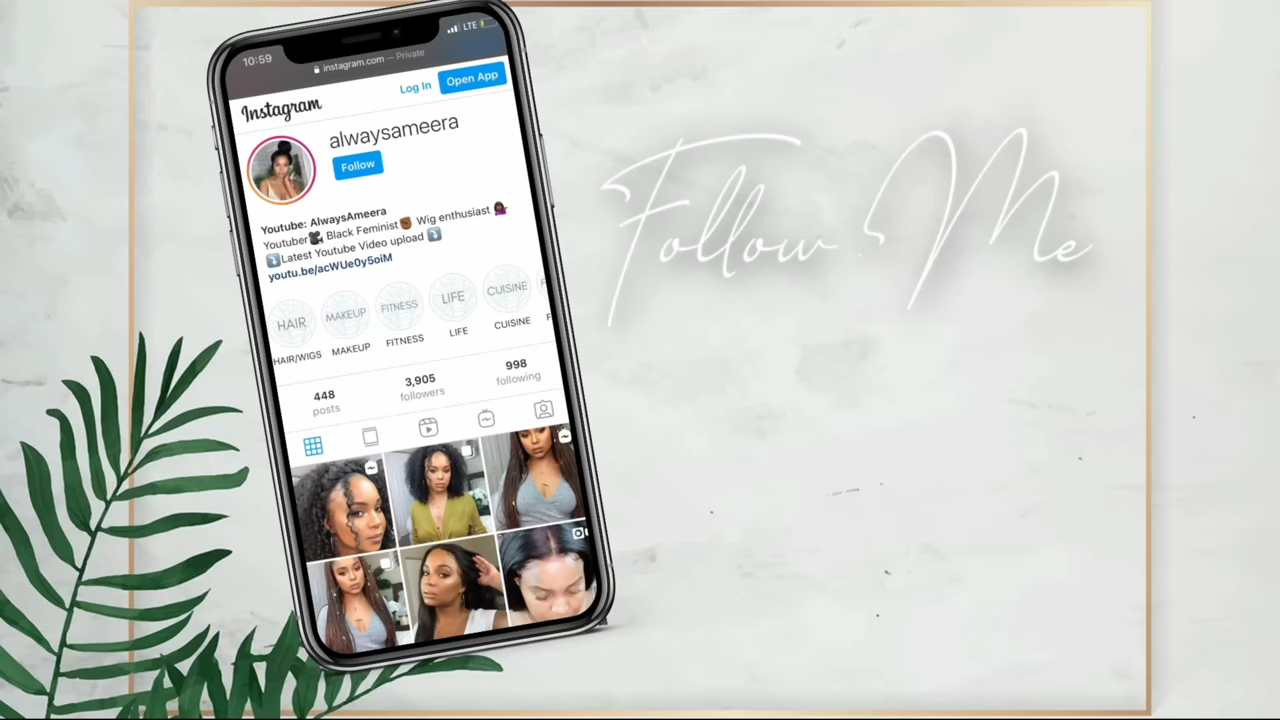 10:59
LTE
instagram.com — Private
Instagram
Log In
Open App
alwaysameera
Follow
Youtube: AlwaysAmeera
Youtuber🎥 Black Feminist✊🏾 Wig enthusiast 💁🏾‍♀️
⤵️Latest Youtube Video upload ⤵️
youtu.be/acWUe0y5oiM
HAIR
MAKEUP
FITNESS
LIFE
CUISINE
HAIR/WIGS
MAKEUP
FITNESS
LIFE
CUISINE
448
posts
3,905
followers
998
following
Follow Me